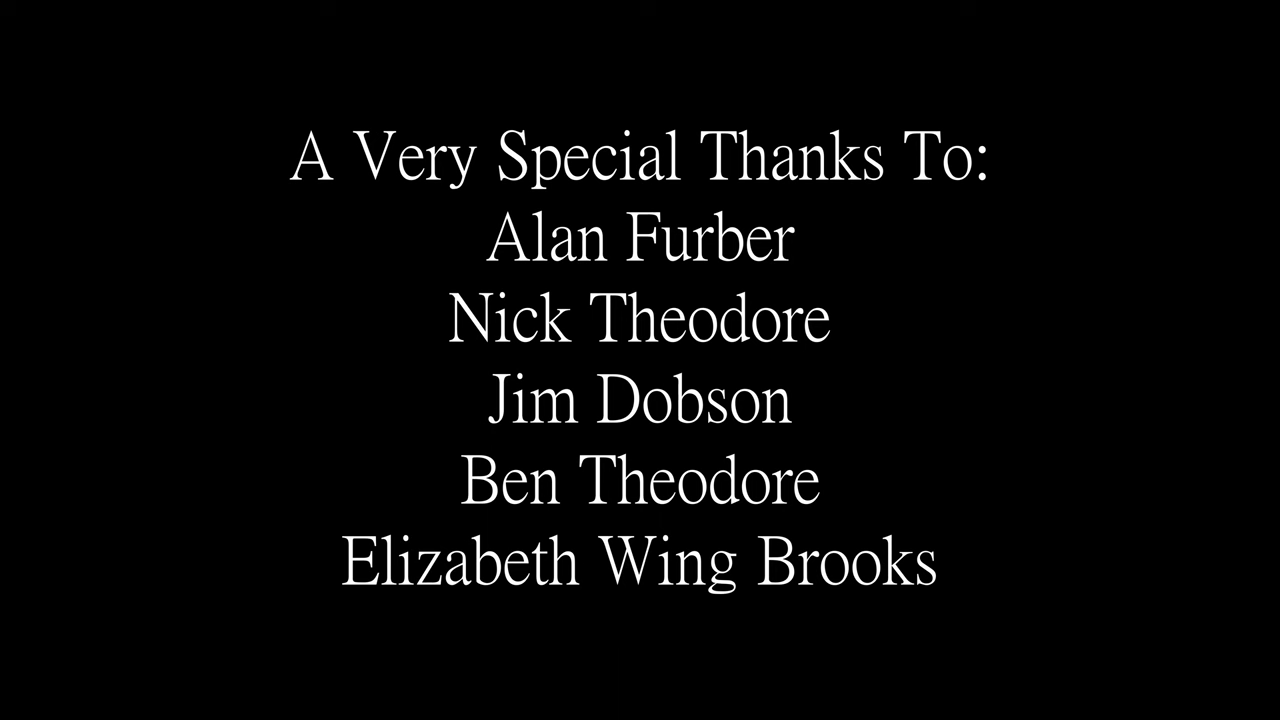 A Very Special Thanks To:
Alan Furber
Nick Theodore
Jim Dobson
Ben Theodore
Elizabeth Wing Brooks